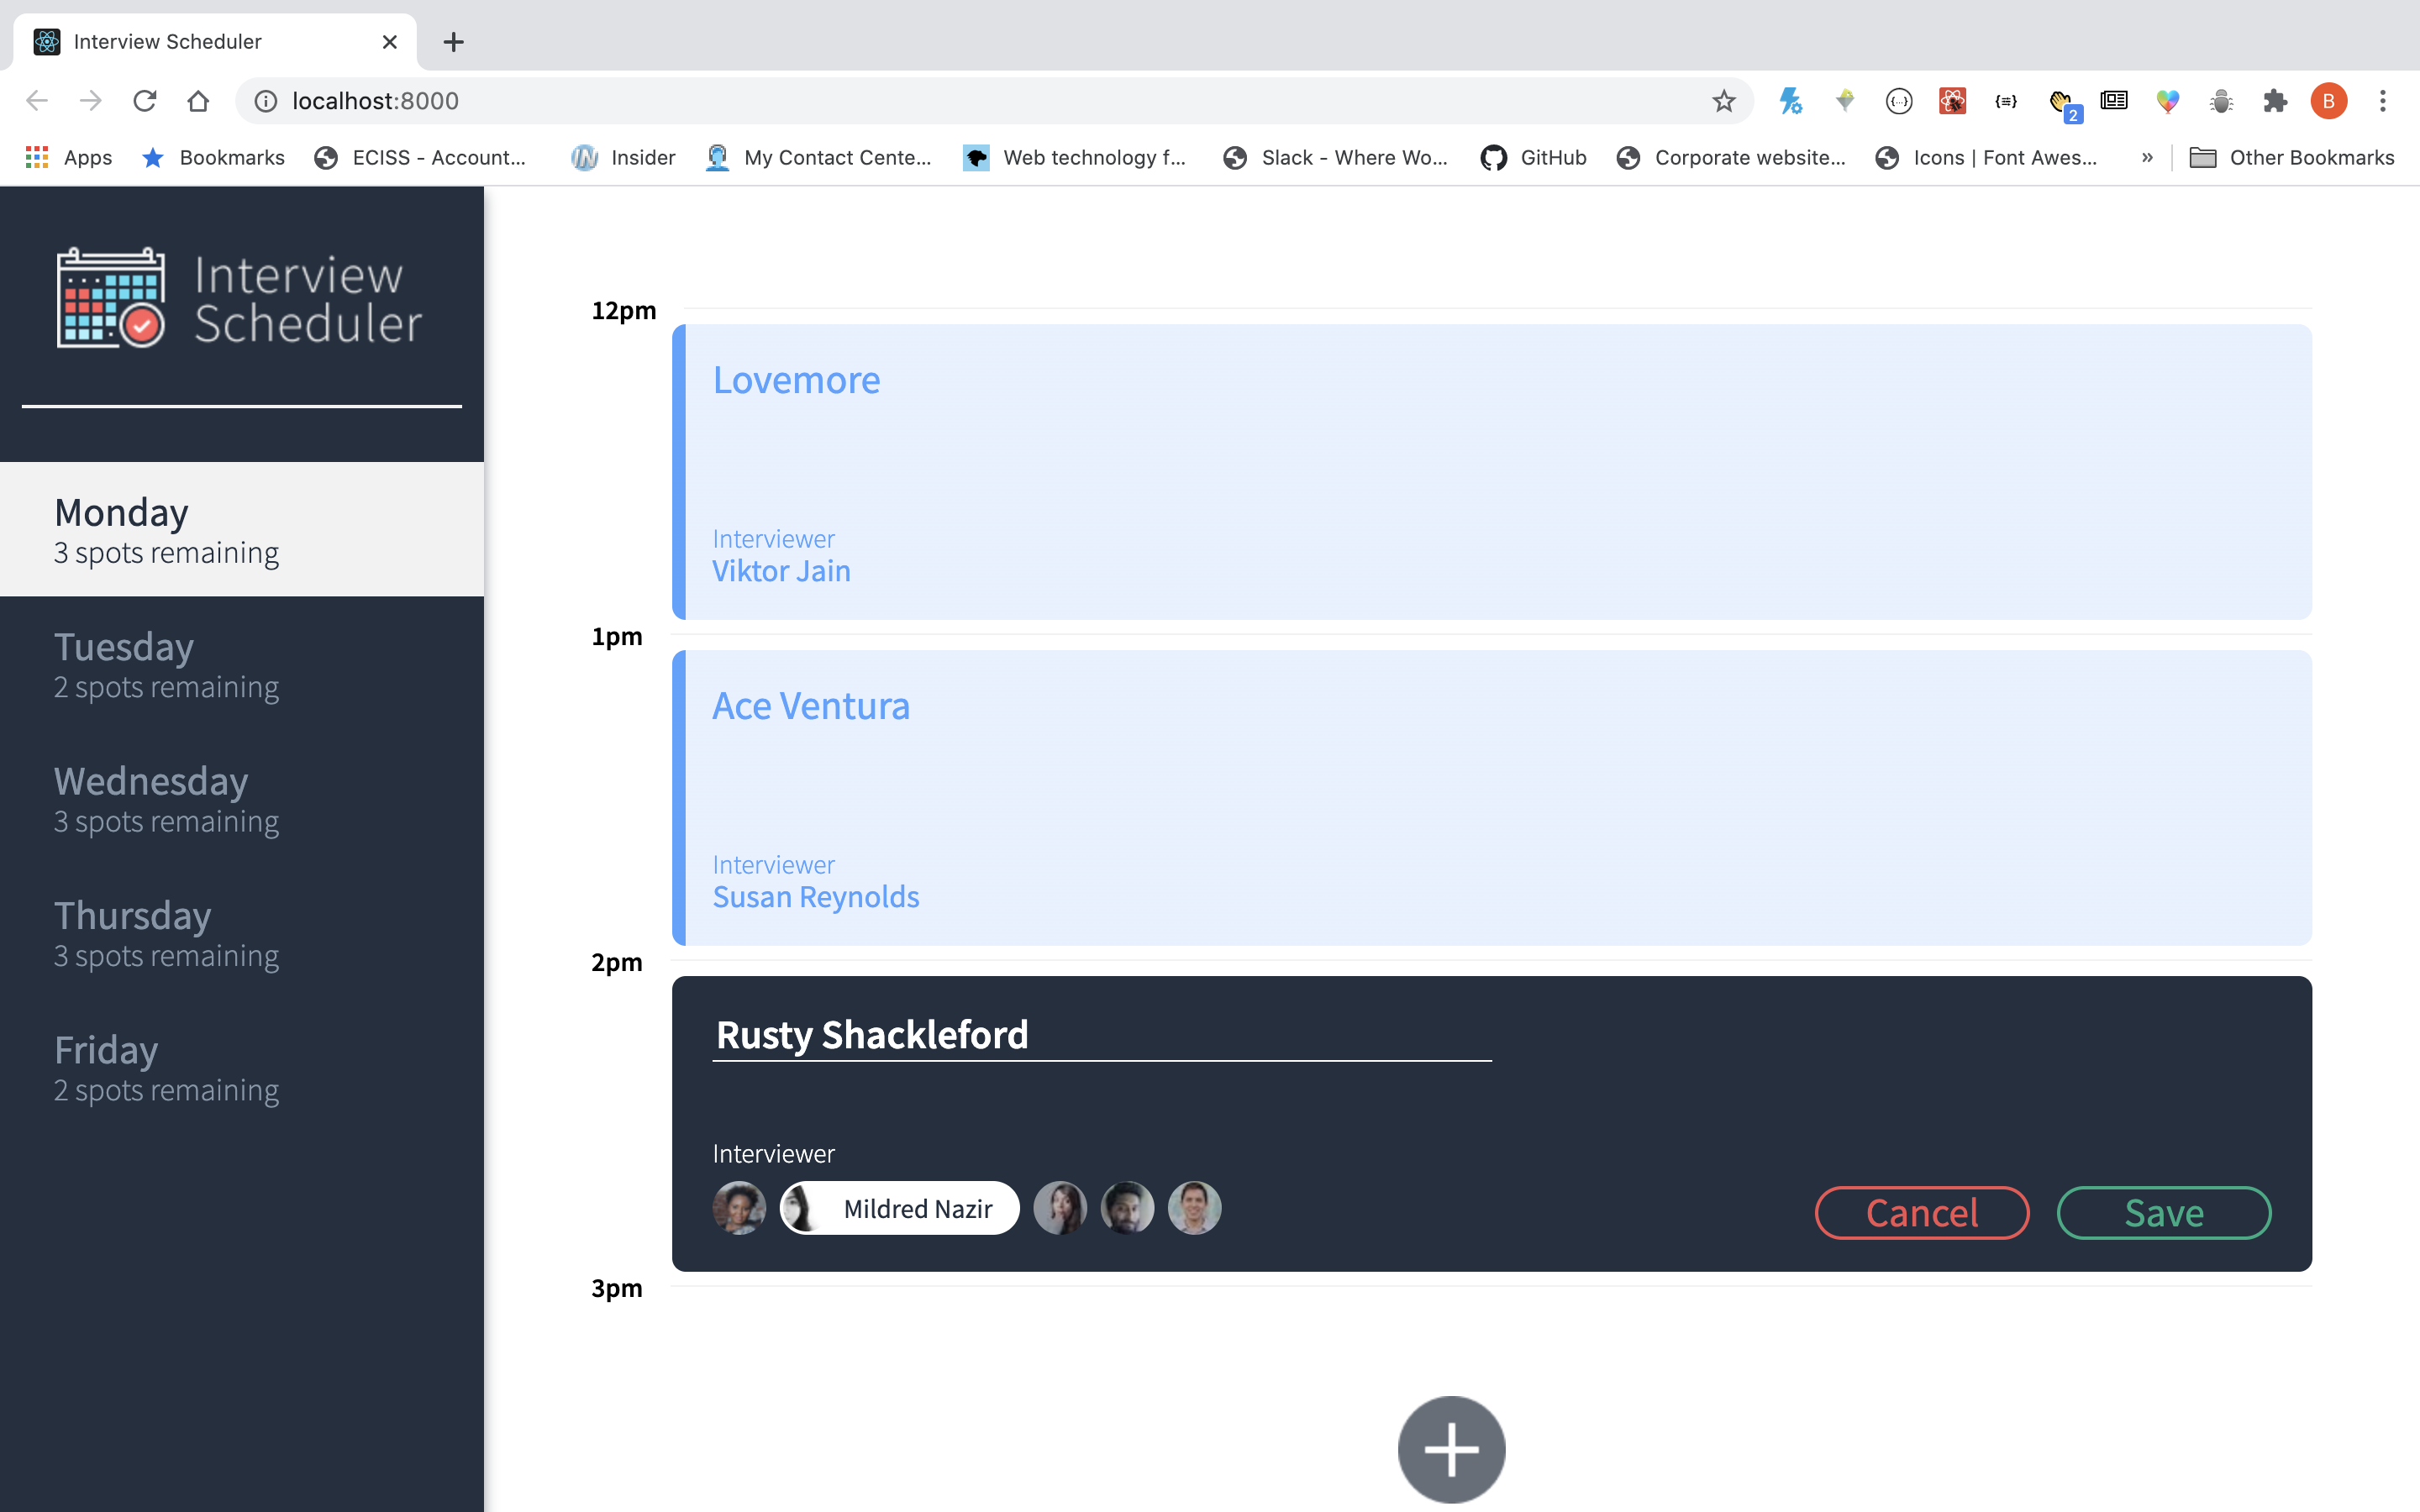 Interview Scheduler
localhost:8000
2
B
Apps
Bookmarks
ECISS - Account...
Insider
My Contact Cente...
Web technology f...
Slack - Where Wo...
GitHub
Corporate website...
Icons | Font Awes...
»
Other Bookmarks
Interview
Scheduler
Monday
3 spots remaining
Tuesday
2 spots remaining
Wednesday
3 spots remaining
Thursday
3 spots remaining
Friday
2 spots remaining
12pm
Lovemore
Interviewer
Viktor Jain
1pm
Ace Ventura
Interviewer
Susan Reynolds
2pm
Rusty Shackleford
Interviewer
Mildred Nazir
Cancel
Save
3pm